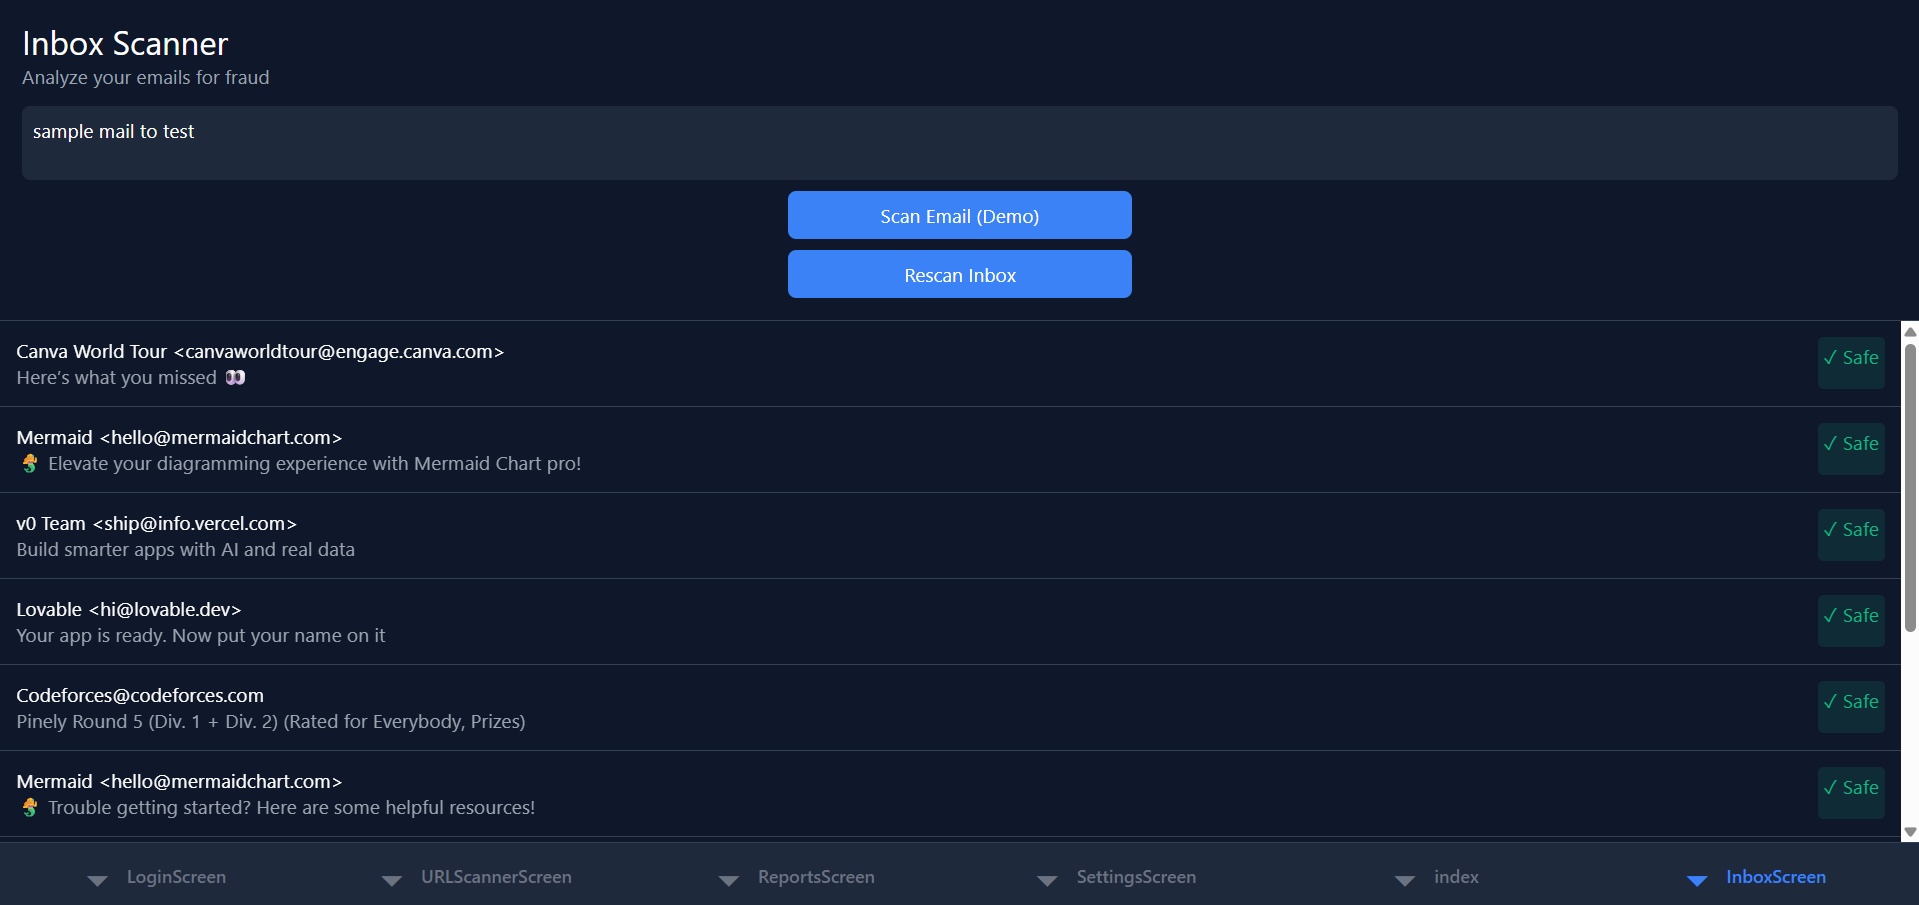 Inbox Scanner
Analyze your emails for fraud
sample mail to test
Scan Email (Demo)
Rescan Inbox
Canva World Tour <canvaworldtour@engage.canva.com>
Here’s what you missed 👀
✓ Safe
Mermaid <hello@mermaidchart.com>
🧜‍♀️ Elevate your diagramming experience with Mermaid Chart pro!
✓ Safe
v0 Team <ship@info.vercel.com>
Build smarter apps with AI and real data
✓ Safe
Lovable <hi@lovable.dev>
Your app is ready. Now put your name on it
✓ Safe
Codeforces@codeforces.com
Pinely Round 5 (Div. 1 + Div. 2) (Rated for Everybody, Prizes)
✓ Safe
Mermaid <hello@mermaidchart.com>
🧜‍♀️ Trouble getting started? Here are some helpful resources!
✓ Safe
LoginScreen
URLScannerScreen
ReportsScreen
SettingsScreen
index
InboxScreen